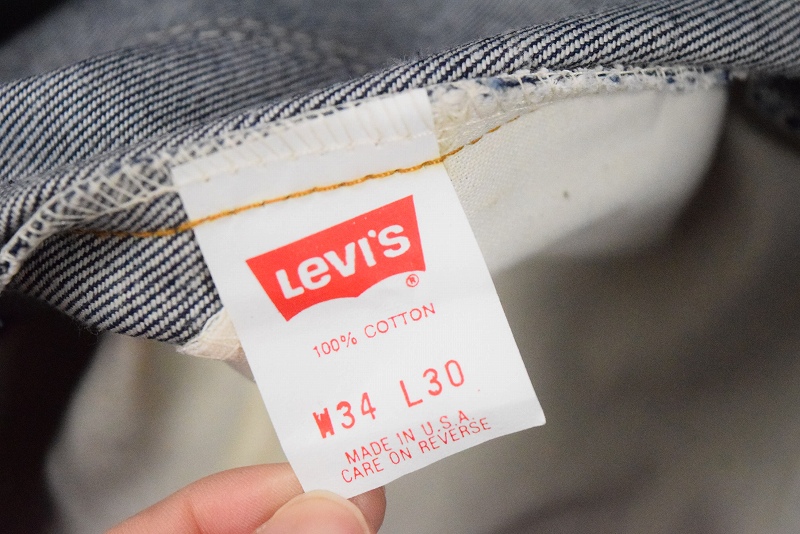 Levi's
®
100% COTTON
W34 L30
MADE IN U.S.A.
CARE ON REVERSE